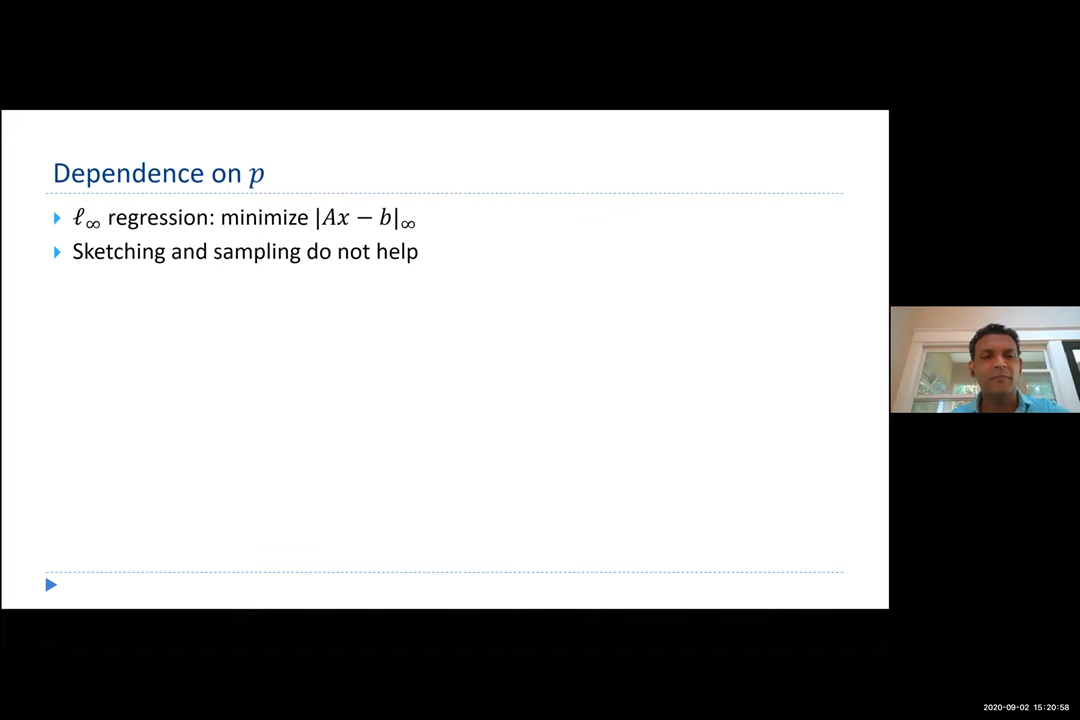 Dependence on 𝑝
ℓ∞ regression: minimize |𝐴𝑥 − 𝑏|∞
Sketching and sampling do not help
2020-09-02 15:20:58